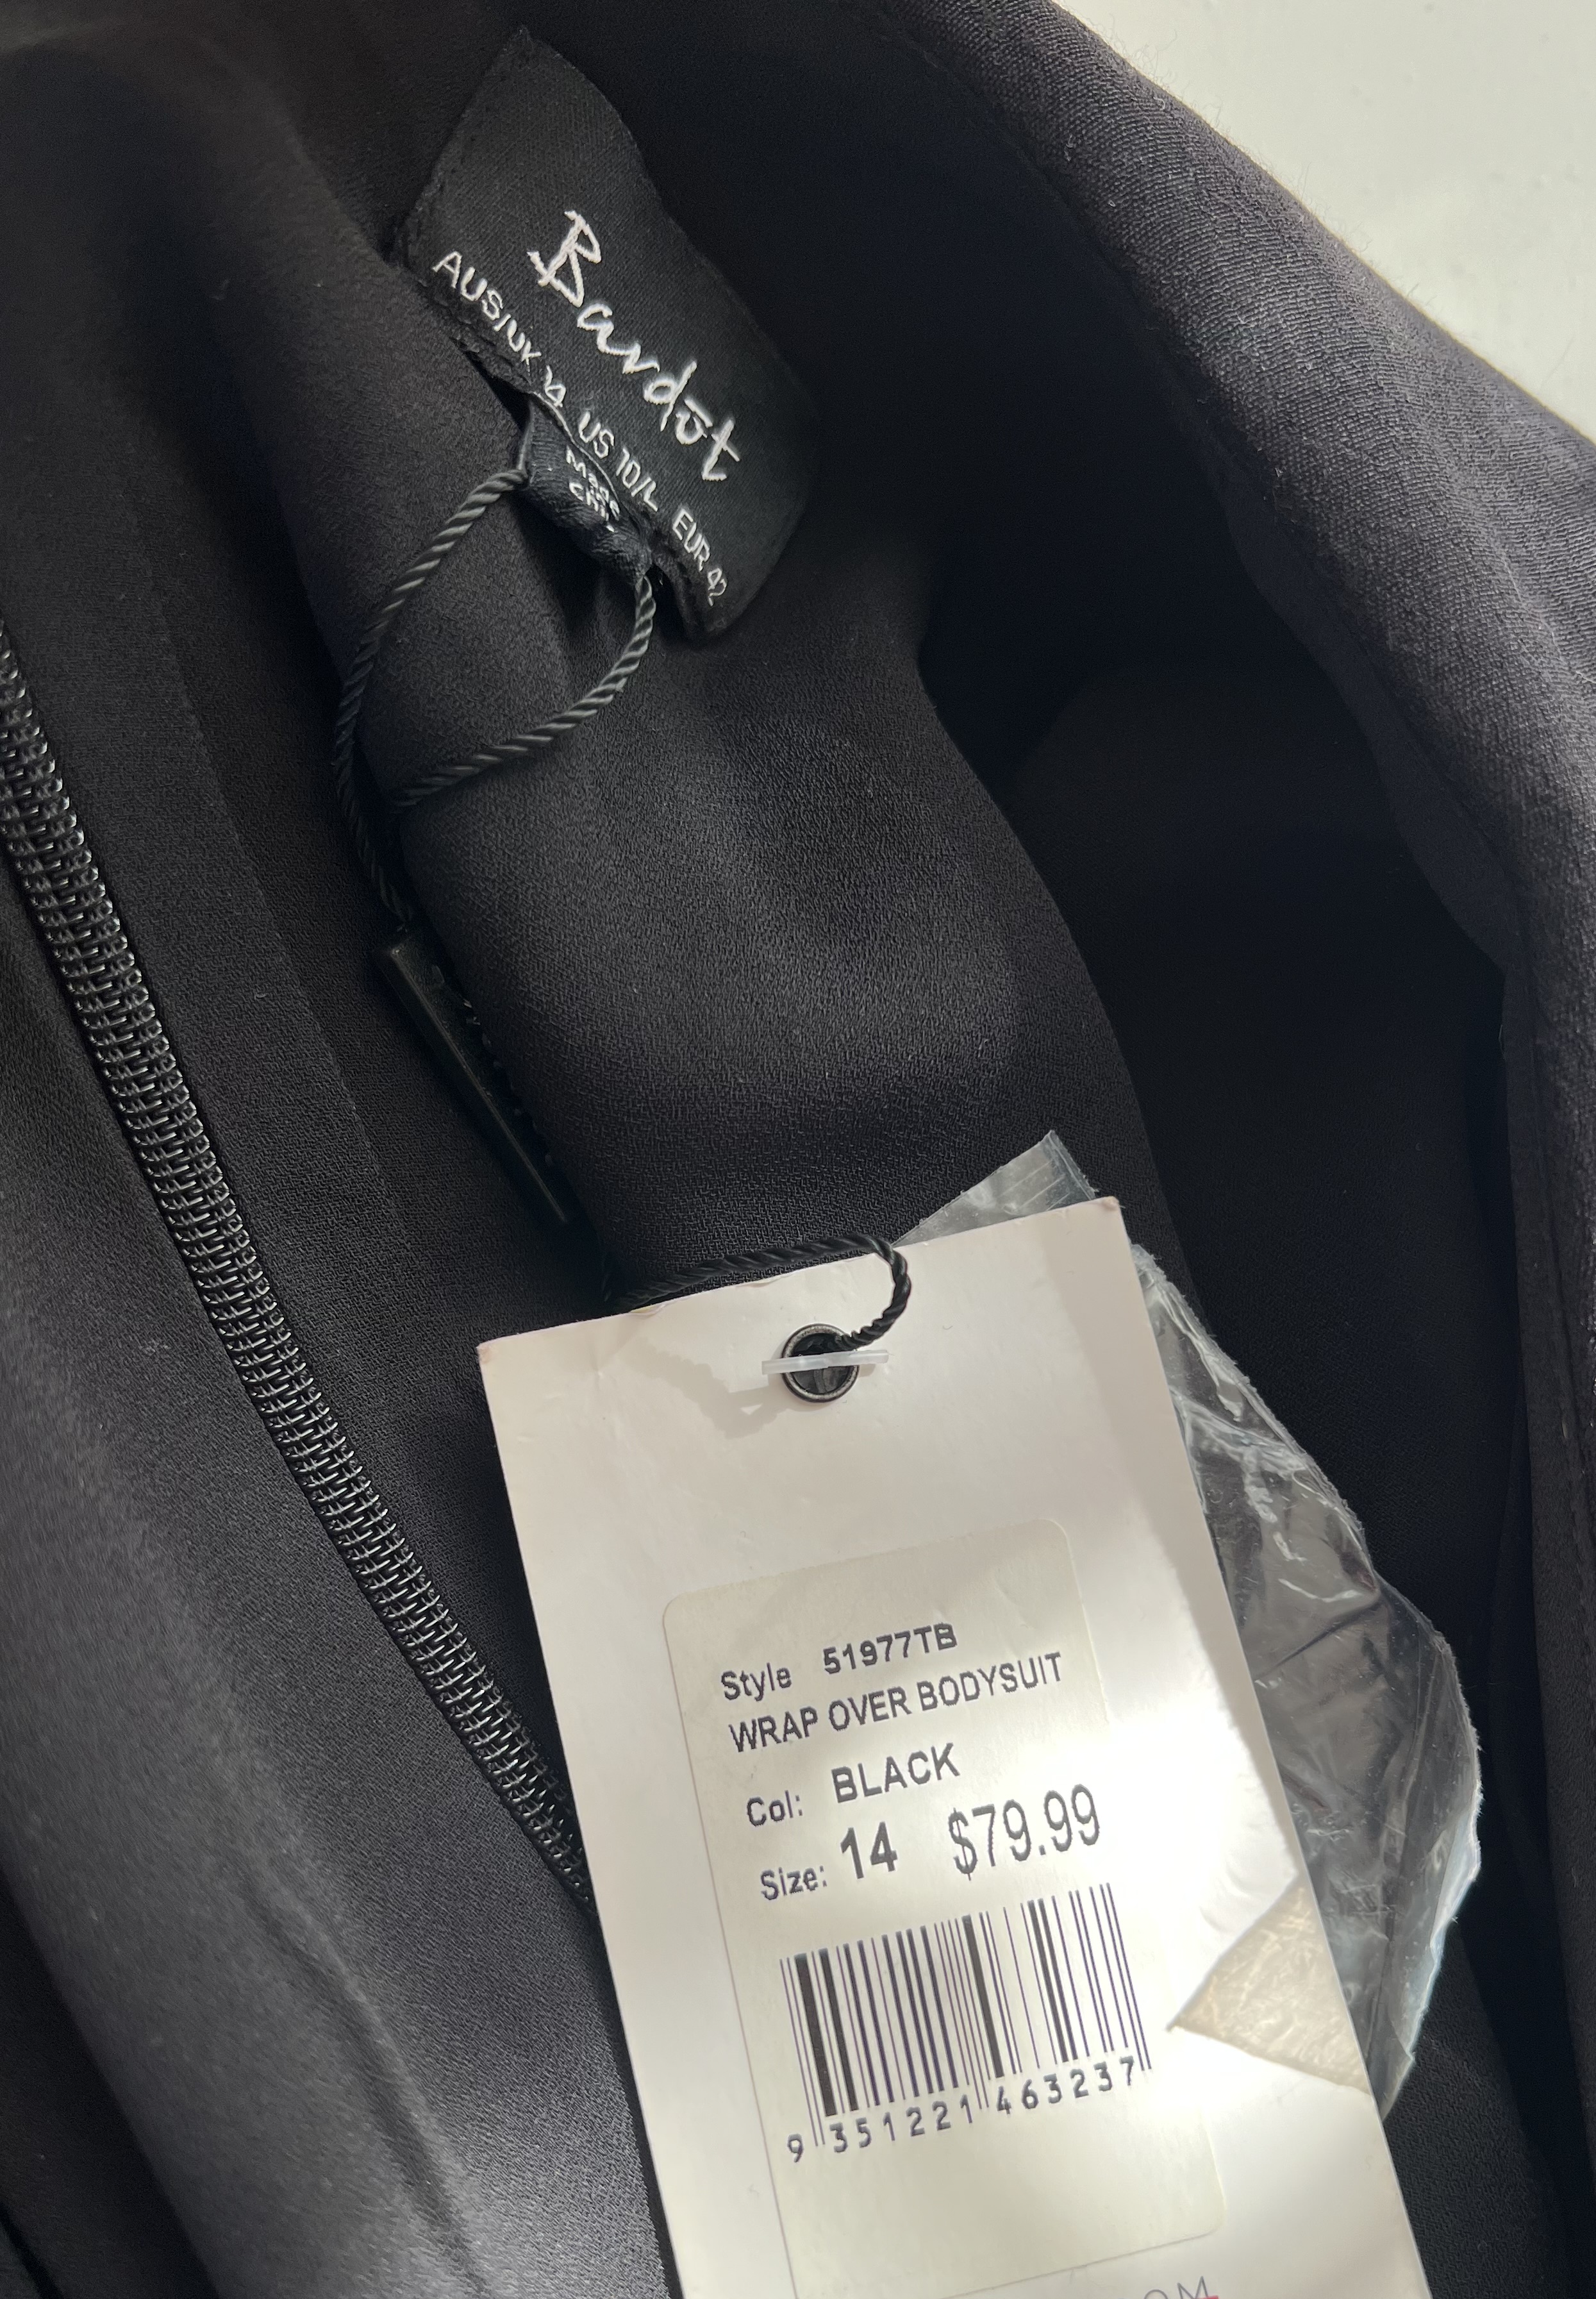 Bardot
AUS/UK 14 US 10/L EUR 42
Style 51977TB
WRAP OVER BODYSUIT
Col: BLACK
Size: 14 $79.99
9 351221 463237